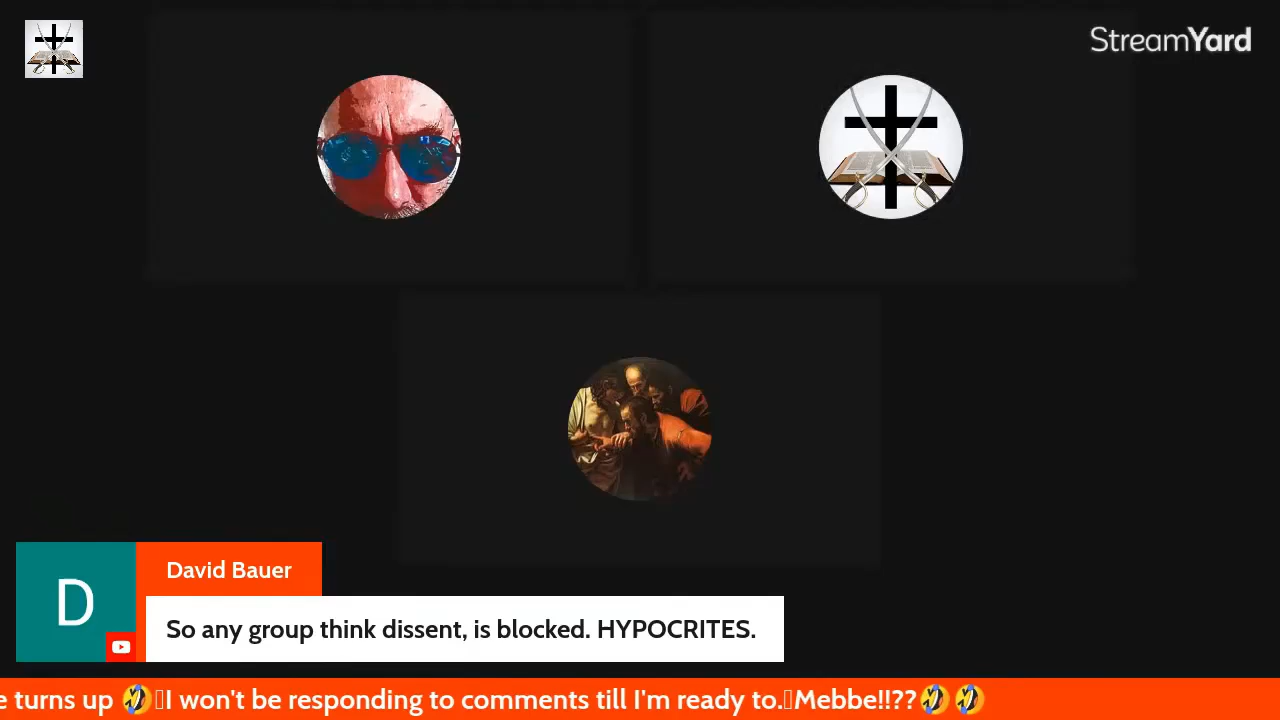 StreamYard
D
David Bauer
So any group think dissent, is blocked. HYPOCRITES.
e turns up 🤣I won't be responding to comments till I'm ready to.Mebbe!!??🤣🤣